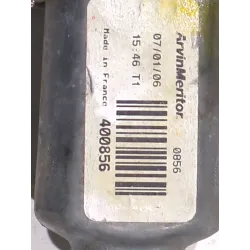 ArvinMeritor.
0856
07/01/06
15:46 T1
Made in France
400856